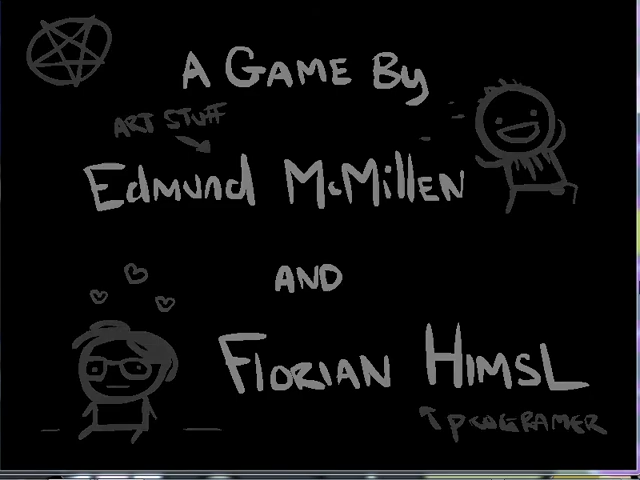 A GAME By
ART STUFF
Edmund McMillEN
AND
FloRIAN HIMSL
PROGRAMER